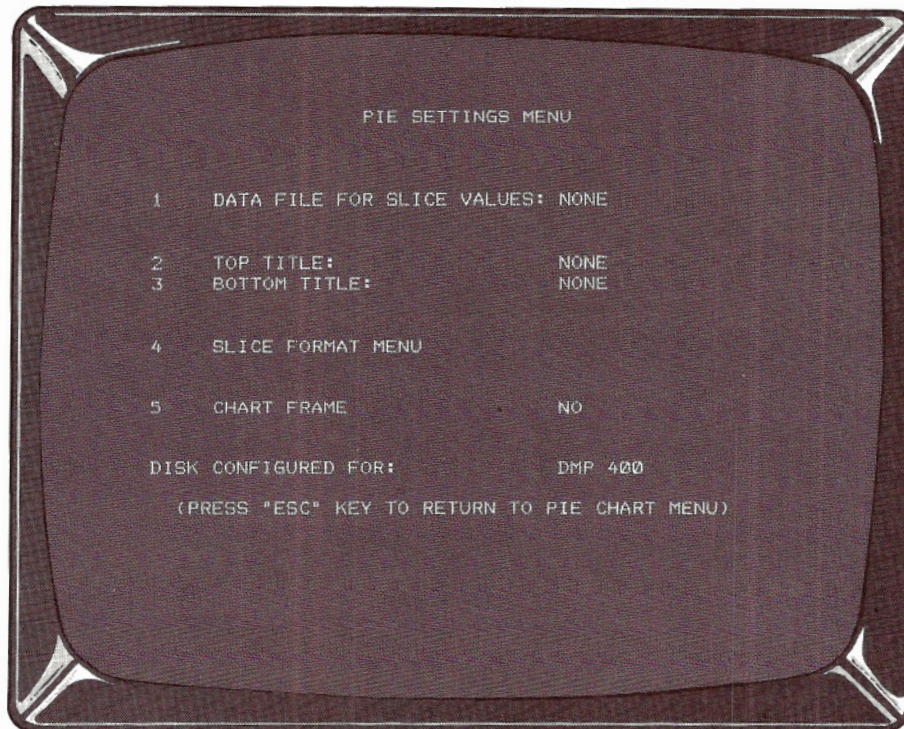 PIE SETTINGS MENU
1 DATA FILE FOR SLICE VALUES: NONE
2 TOP TITLE: NONE
3 BOTTOM TITLE: NONE
4 SLICE FORMAT MENU
5 CHART FRAME NO
DISK CONFIGURED FOR: DMP 400
(PRESS "ESC" KEY TO RETURN TO PIE CHART MENU)